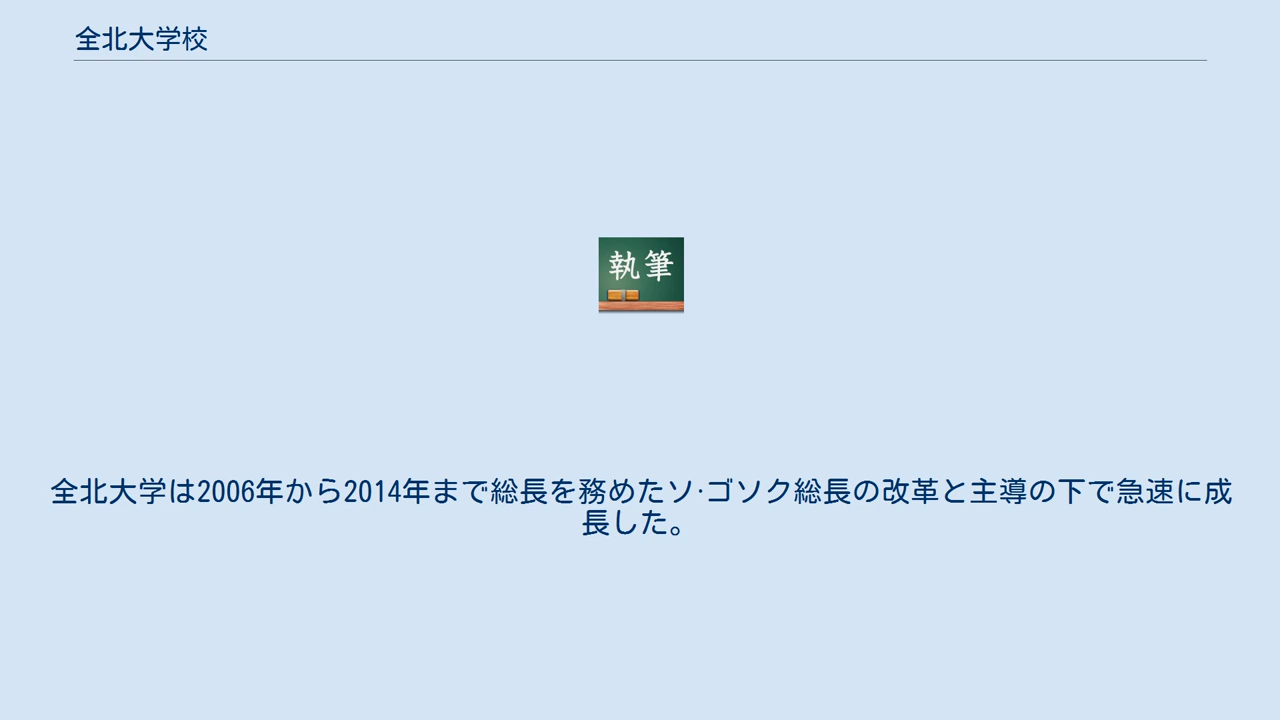 全北大学校
執筆
全北大学は2006年から2014年まで総長を務めたソ·ゴソク総長の改革と主導の下で急速に成
長した。